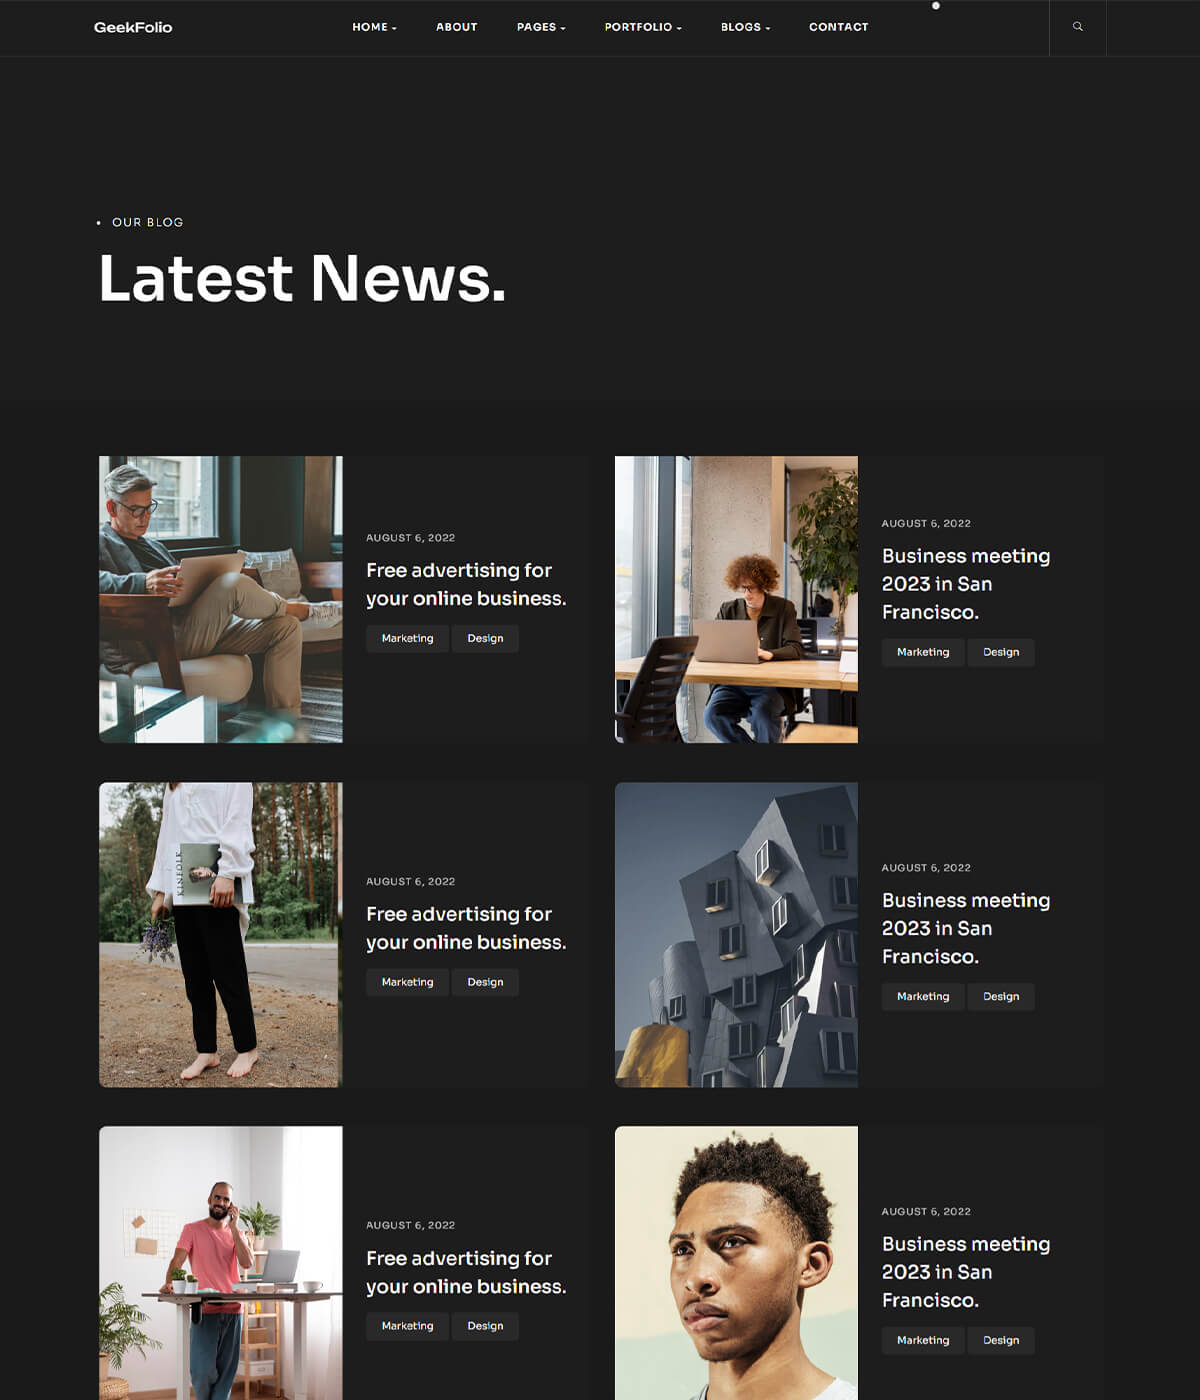 GeekFolio
HOME ABOUT PAGES PORTFOLIO BLOGS CONTACT
• OUR BLOG
Latest News.
AUGUST 6, 2022
Free advertising for
your online business.
Marketing Design
AUGUST 6, 2022
Business meeting
2023 in San
Francisco.
Marketing Design
KINFOLK
AUGUST 6, 2022
Free advertising for
your online business.
Marketing Design
AUGUST 6, 2022
Business meeting
2023 in San
Francisco.
Marketing Design
AUGUST 6, 2022
Free advertising for
your online business.
Marketing Design
AUGUST 6, 2022
Business meeting
2023 in San
Francisco.
Marketing Design